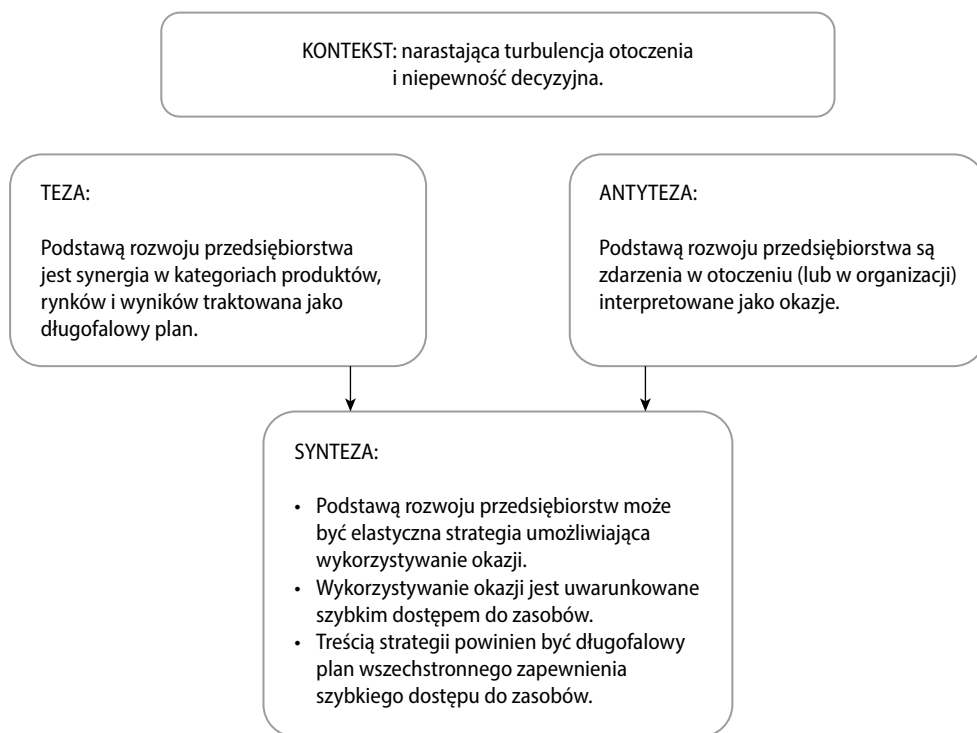 KONTEKST: narastająca turbulencja otoczenia
i niepewność decyzyjna.
TEZA:
Podstawą rozwoju przedsiębiorstwa
jest synergia w kategoriach produktów,
rynków i wyników traktowana jako
długofalowy plan.
ANTYTEZA:
Podstawą rozwoju przedsiębiorstwa są
zdarzenia w otoczeniu (lub w organizacji)
interpretowane jako okazje.
SYNTEZA:
• Podstawą rozwoju przedsiębiorstw może
być elastyczna strategia umożliwiająca
wykorzystywanie okazji.
• Wykorzystywanie okazji jest uwarunkowane
szybkim dostępem do zasobów.
• Treścią strategii powinien być długofalowy
plan wszechstronnego zapewnienia
szybkiego dostępu do zasobów.